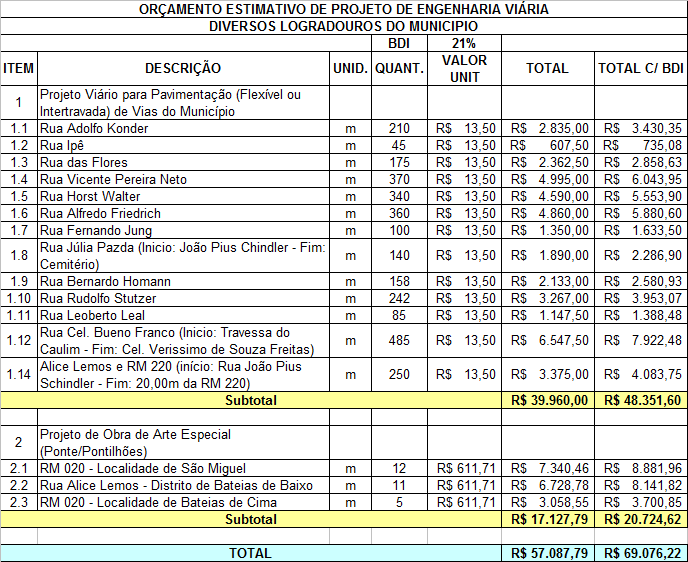 ORÇAMENTO ESTIMATIVO DE PROJETO DE ENGENHARIA VIÁRIA
DIVERSOS LOGRADOUROS DO MUNICIPIO
BDI 21%
ITEM DESCRIÇÃO UNID. QUANT. VALOR UNIT TOTAL TOTAL C/ BDI
1 Projeto Viário para Pavimentação (Flexível ou
Intertravada) de Vias do Município
1.1 Rua Adolfo Konder m 210 R$ 13,50 R$ 2.835,00 R$ 3.430,35
1.2 Rua Ipê m 45 R$ 13,50 R$ 607,50 R$ 735,08
1.3 Rua das Flores m 175 R$ 13,50 R$ 2.362,50 R$ 2.858,63
1.4 Rua Vicente Pereira Neto m 370 R$ 13,50 R$ 4.995,00 R$ 6.043,95
1.5 Rua Horst Walter m 340 R$ 13,50 R$ 4.590,00 R$ 5.553,90
1.6 Rua Alfredo Friedrich m 360 R$ 13,50 R$ 4.860,00 R$ 5.880,60
1.7 Rua Fernando Jung m 100 R$ 13,50 R$ 1.350,00 R$ 1.633,50
1.8 Rua Júlia Pazda (Inicio: João Pius Chindler - Fim:
Cemitério) m 140 R$ 13,50 R$ 1.890,00 R$ 2.286,90
1.9 Rua Bernardo Homann m 158 R$ 13,50 R$ 2.133,00 R$ 2.580,93
1.10 Rua Rudolfo Stutzer m 242 R$ 13,50 R$ 3.267,00 R$ 3.953,07
1.11 Rua Leoberto Leal m 85 R$ 13,50 R$ 1.147,50 R$ 1.388,48
1.12 Rua Cel. Bueno Franco (Inicio: Travessa do
Caulim - Fim: Cel. Verissimo de Souza Freitas) m 485 R$ 13,50 R$ 6.547,50 R$ 7.922,48
1.14 Alice Lemos e RM 220 (início: Rua João Pius
Schindler - Fim: 20,00m da RM 220) m 250 R$ 13,50 R$ 3.375,00 R$ 4.083,75
Subtotal R$ 39.960,00 R$ 48.351,60
2 Projeto de Obra de Arte Especial
(Ponte/Pontilhões)
2.1 RM 020 - Localidade de São Miguel m 12 R$ 611,71 R$ 7.340,46 R$ 8.881,96
2.2 Rua Alice Lemos - Distrito de Bateias de Baixo m 11 R$ 611,71 R$ 6.728,78 R$ 8.141,82
2.3 RM 020 - Localidade de Bateias de Cima m 5 R$ 611,71 R$ 3.058,55 R$ 3.700,85
Subtotal R$ 17.127,79 R$ 20.724,62
TOTAL R$ 57.087,79 R$ 69.076,22